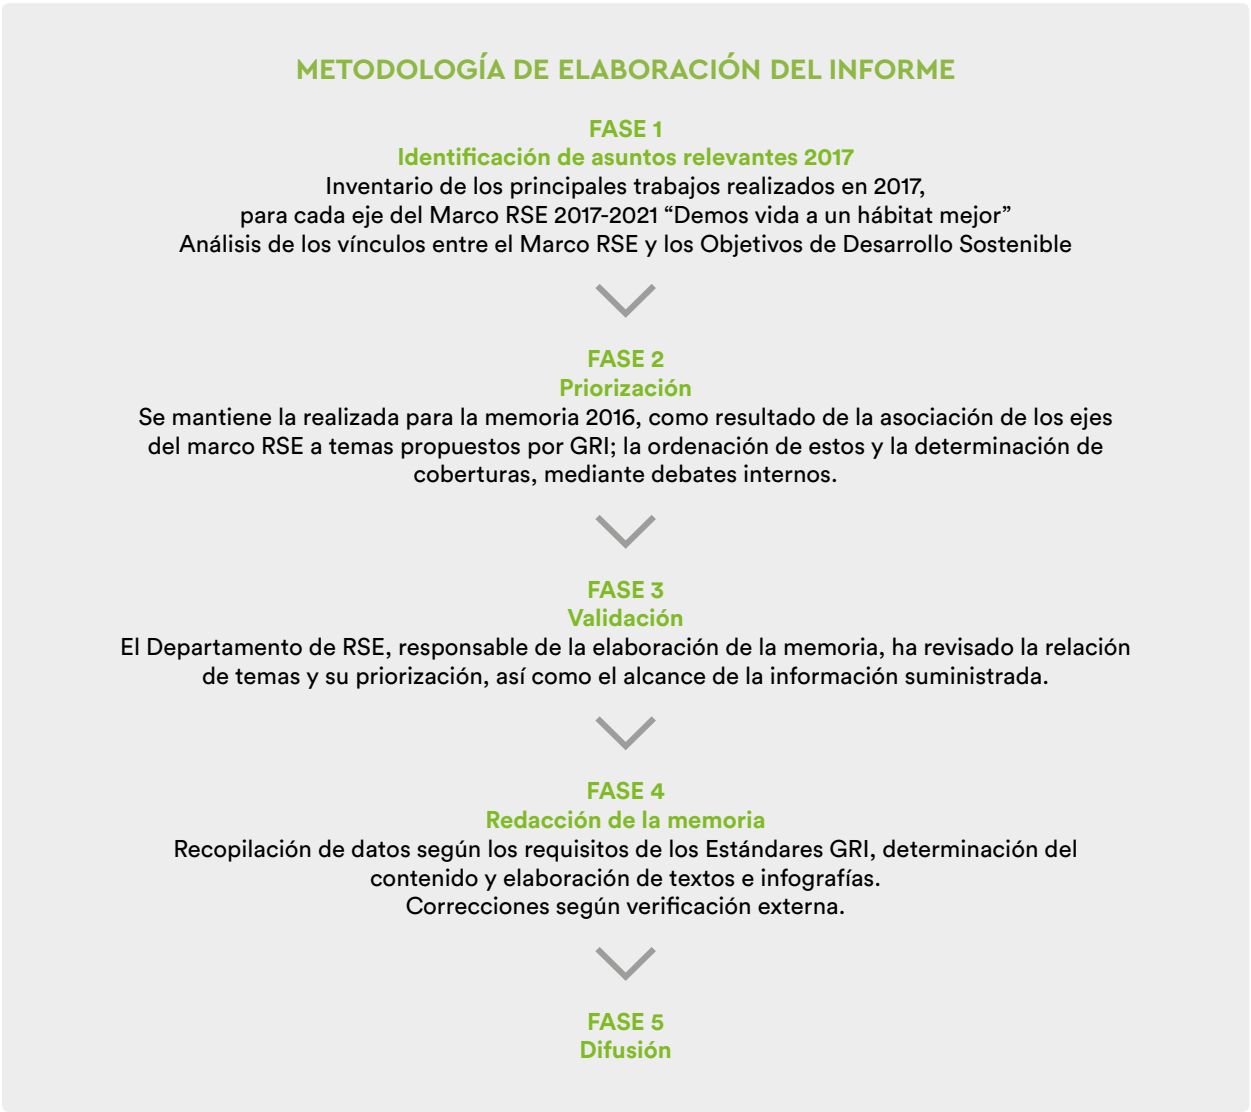 METODOLOGÍA DE ELABORACIÓN DEL INFORME
FASE 1
Identificación de asuntos relevantes 2017
Inventario de los principales trabajos realizados en 2017,
para cada eje del Marco RSE 2017-2021 “Demos vida a un hábitat mejor”
Análisis de los vínculos entre el Marco RSE y los Objetivos de Desarrollo Sostenible
FASE 2
Priorización
Se mantiene la realizada para la memoria 2016, como resultado de la asociación de los ejes
del marco RSE a temas propuestos por GRI; la ordenación de estos y la determinación de
coberturas, mediante debates internos.
FASE 3
Validación
El Departamento de RSE, responsable de la elaboración de la memoria, ha revisado la relación
de temas y su priorización, así como el alcance de la información suministrada.
FASE 4
Redacción de la memoria
Recopilación de datos según los requisitos de los Estándares GRI, determinación del
contenido y elaboración de textos e infografías.
Correcciones según verificación externa.
FASE 5
Difusión